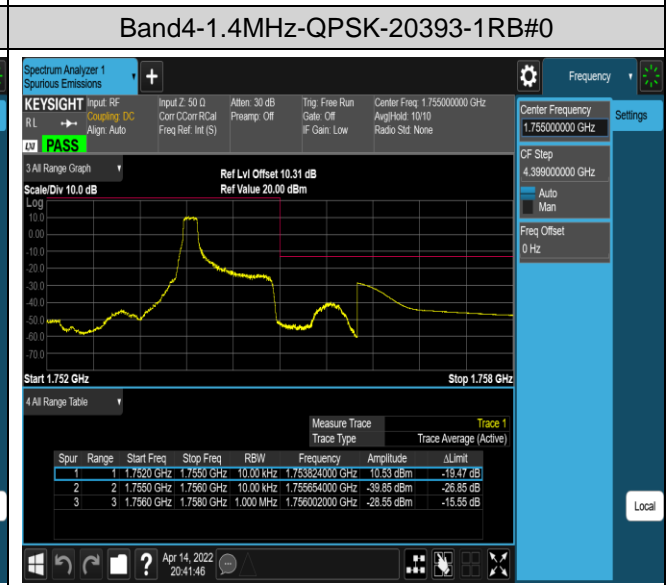 Band4-1.4MHz-QPSK-20393-1RB#0
Spectrum Analyzer 1
Spurious Emissions
+
Frequency
KEYSIGHT
RL
LXI
PASS
Input: RF
Coupling: DC
Align: Auto
Input Z: 50 Ω
Corr CCorr RCal
Freq Ref: Int (S)
Atten: 30 dB
Preamp: Off
Trig: Free Run
Gate: Off
IF Gain: Low
Center Freq: 1.755000000 GHz
Avg|Hold: 10/10
Radio Std: None
Center Frequency
1.755000000 GHz
Settings
CF Step
4.399000000 GHz
Auto
Man
Freq Offset
0 Hz
3 All Range Graph
Ref Lvl Offset 10.31 dB
Scale/Div 10.0 dB
Ref Value 20.00 dBm
Log
10.0
0.00
-10.0
-20.0
-30.0
-40.0
-50.0
-60.0
-70.0
Start 1.752 GHz
Stop 1.758 GHz
4 All Range Table
Measure Trace Trace 1
Trace Type Trace Average (Active)
Spur Range Start Freq Stop Freq RBW Frequency Amplitude ΔLimit
1 1 1.7520 GHz 1.7550 GHz 10.00 kHz 1.753824000 GHz 10.53 dBm -19.47 dB
2 2 1.7550 GHz 1.7560 GHz 10.00 kHz 1.755654000 GHz -39.85 dBm -26.85 dB
3 3 1.7560 GHz 1.7580 GHz 1.000 MHz 1.756002000 GHz -28.55 dBm -15.55 dB
Local
?
Apr 14, 2022
20:41:46